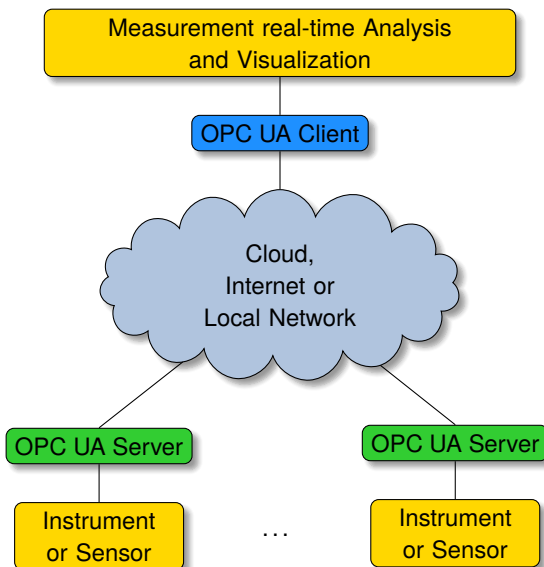 Measurement real-time Analysis
and Visualization
OPC UA Client
Cloud,
Internet or
Local Network
OPC UA Server
OPC UA Server
Instrument
or Sensor
...
Instrument
or Sensor